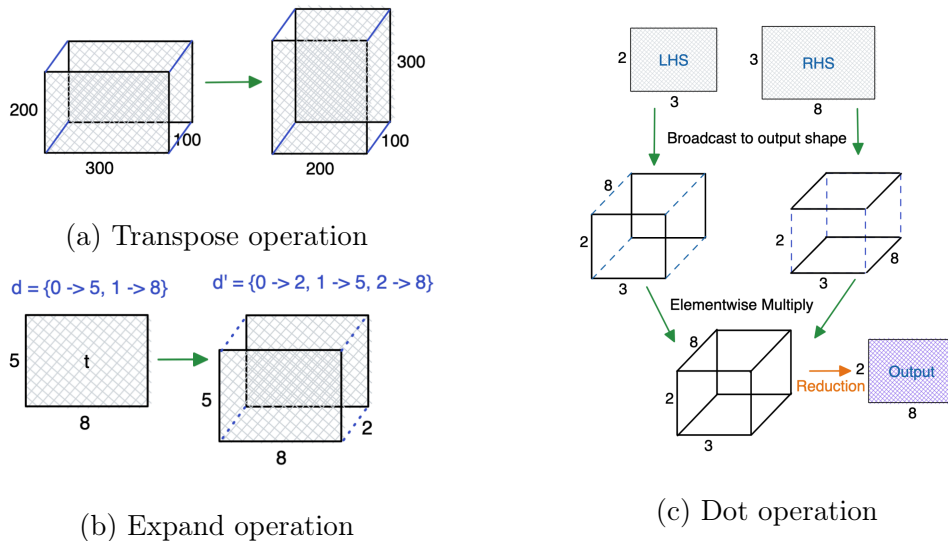 200
300
100
300
200
100
(a) Transpose operation
d = {0 -> 5, 1 -> 8}
d' = {0 -> 2, 1 -> 5, 2 -> 8}
5
t
8
5
8
2
(b) Expand operation
2
LHS
3
3
RHS
8
Broadcast to output shape
8
2
3
2
3
8
Elementwise Multiply
8
2
3
Reduction
2
Output
8
(c) Dot operation